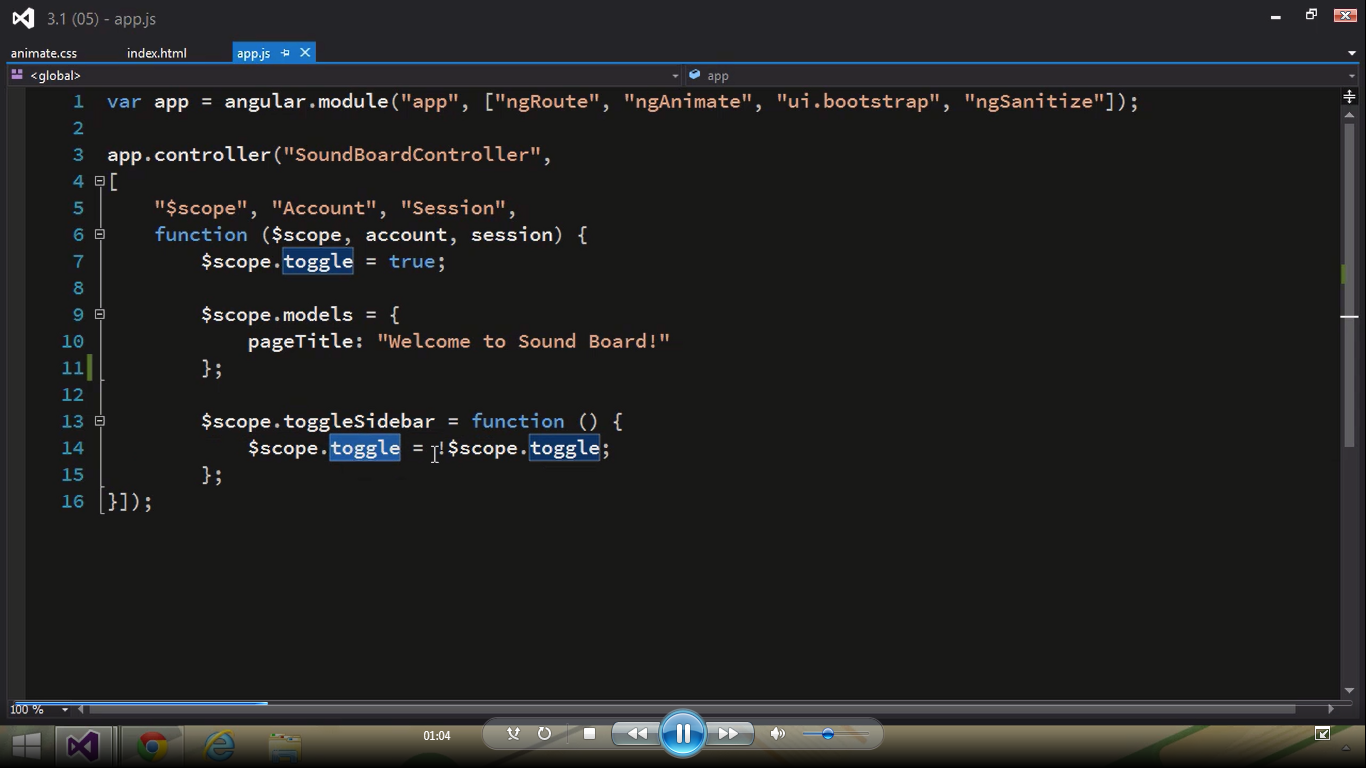 3.1 (05) - app.js
animate.css index.html app.js
<global> app
1 var app = angular.module("app", ["ngRoute", "ngAnimate", "ui.bootstrap", "ngSanitize"]);
2
3 app.controller("SoundBoardController",
4 [
5 "$scope", "Account", "Session",
6 function ($scope, account, session) {
7 $scope.toggle = true;
8
9 $scope.models = {
10 pageTitle: "Welcome to Sound Board!"
11 };
12
13 $scope.toggleSidebar = function () {
14 $scope.toggle = !$scope.toggle;
15 };
16 }]);
100 %
01:04